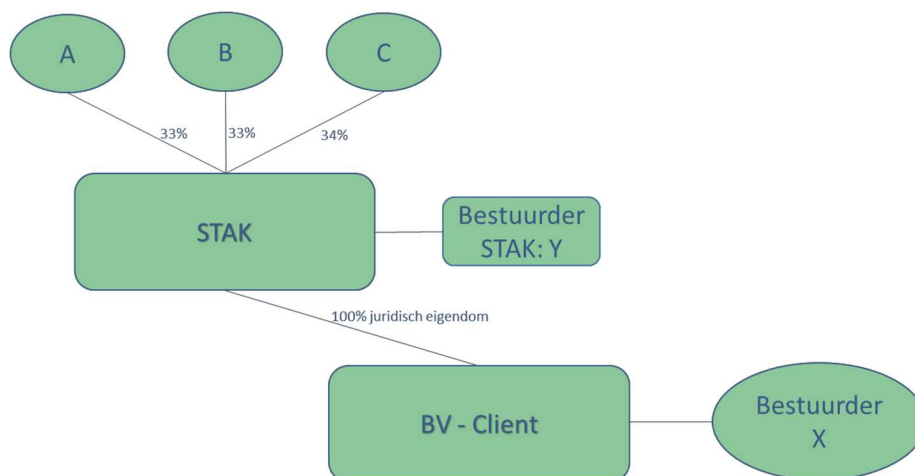 A
B
C
33%
33%
34%
STAK
Bestuurder
STAK: Y
100% juridisch eigendom
BV - Client
Bestuurder
X